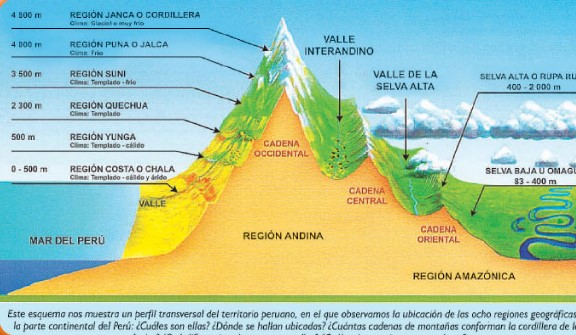 4 800 m REGIÓN JANCA O CORDILLERA
Clima: Glacial o muy frío
4 000 m REGIÓN PUNA O JALCA
Clima: Frío
3 500 m REGIÓN SUNI
Clima: Templado - frío
2 300 m REGIÓN QUECHUA
Clima: Templado
500 m REGIÓN YUNGA
Clima: Templado - cálido
0 - 500 m REGIÓN COSTA O CHALA
Clima: Templado - cálido y árido
VALLE
MAR DEL PERÚ
CADENA
OCCIDENTAL
VALLE
INTERANDINO
VALLE DE LA
SELVA ALTA
SELVA ALTA O RUPA RU
400 - 2 000 m
SELVA BAJA U OMAGU
83 - 400 m
CADENA
CENTRAL
CADENA
ORIENTAL
REGIÓN ANDINA
REGIÓN AMAZÓNICA
Este esquema nos muestra un perfil transversal del territorio peruano, en el que observamos la ubicación de las ocho regiones geográficas
la parte continental del Perú: ¿Cuáles son ellas? ¿Dónde se hallan ubicadas? ¿Cuántas cadenas de montañas conforman la cordillera de